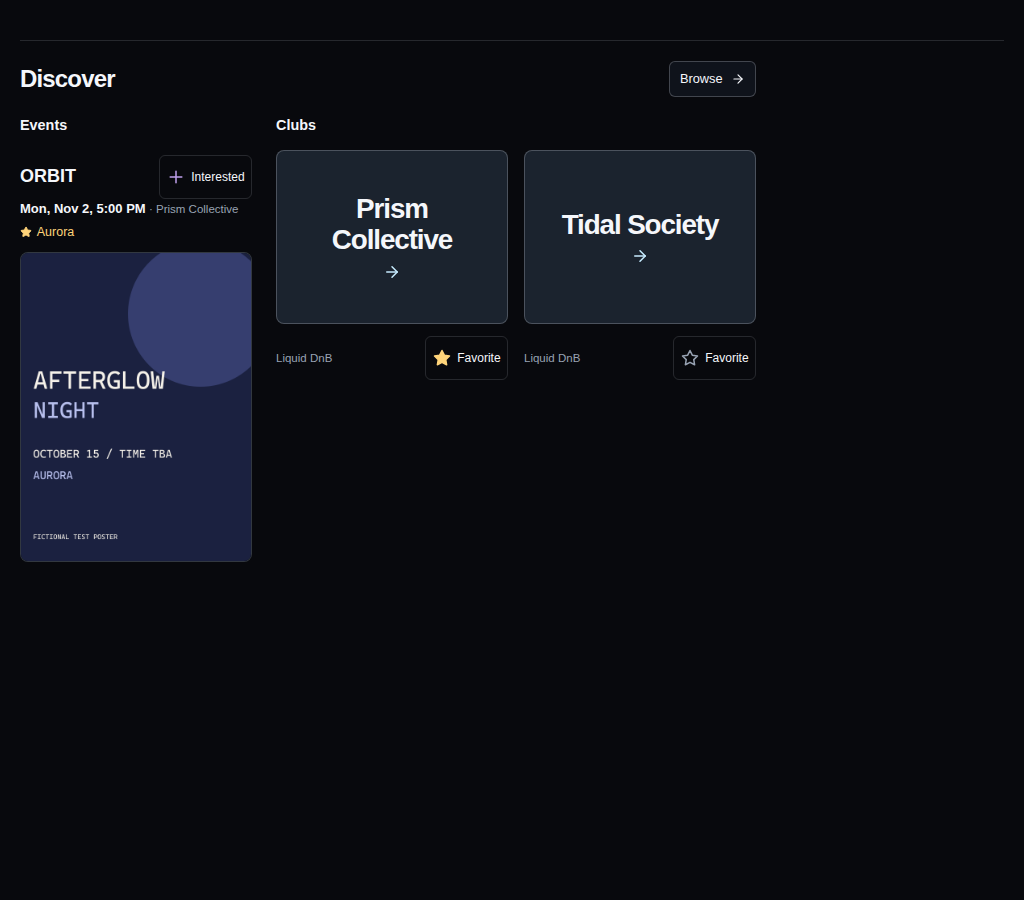 Discover
Browse
Events
Clubs
ORBIT
Interested
Mon, Nov 2, 5:00 PM · Prism Collective
Aurora
AFTERGLOW
NIGHT
OCTOBER 15 / TIME TBA
AURORA
FICTIONAL TEST POSTER
Prism
Collective
Liquid DnB
Favorite
Tidal Society
Liquid DnB
Favorite